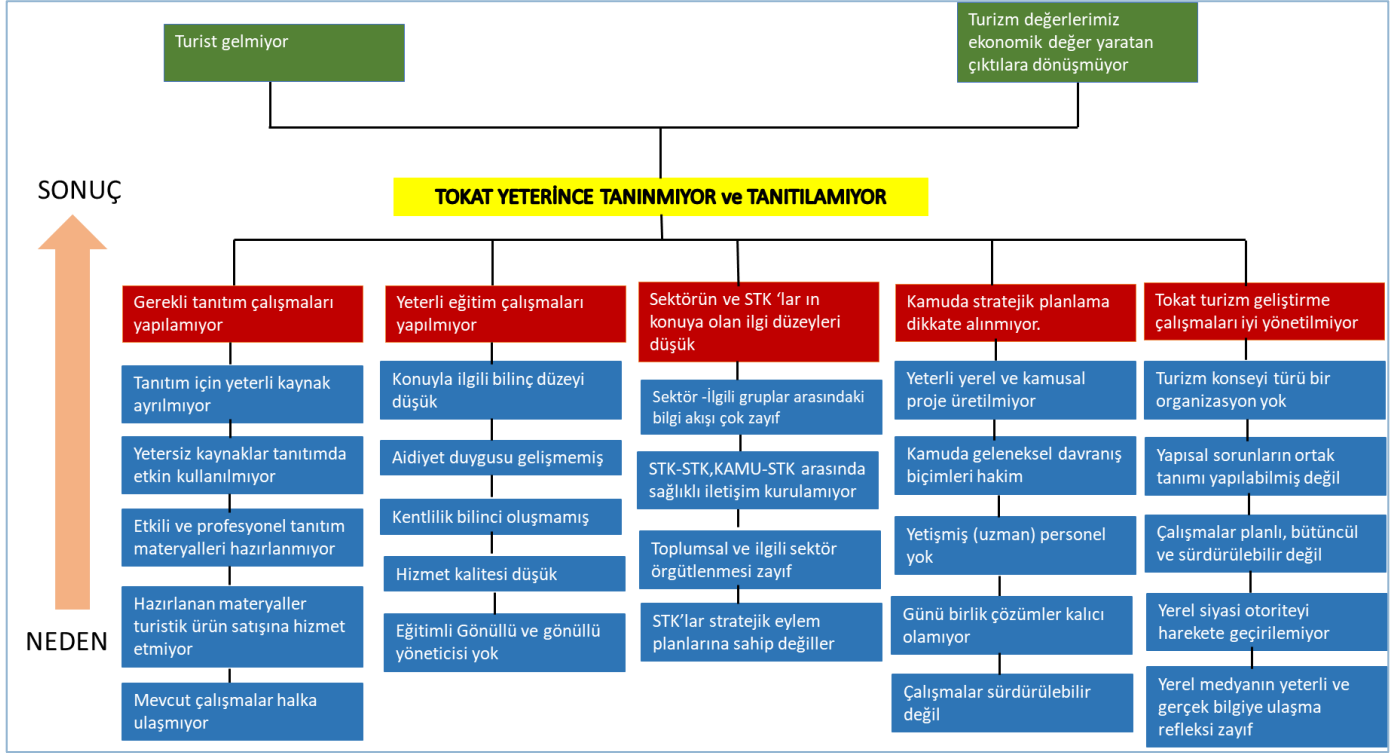 Turist gelmiyor
Turizm değerlerimiz
ekonomik değer yaratan
çıktılara dönüşmüyor
SONUÇ
TOKAT YETERİNCE TANINMIYOR ve TANITILAMIYOR
Gerekli tanıtım çalışmaları
yapılamıyor
Tanıtım için yeterli kaynak
ayrılmıyor
Yetersiz kaynaklar tanıtımda
etkin kullanılmıyor
Etkili ve profesyonel tanıtım
materyalleri hazırlanmıyor
Hazırlanan materyaller
turistik ürün satışına hizmet
etmiyor
Mevcut çalışmalar halka
ulaşmıyor
Yeterli eğitim çalışmaları
yapılmıyor
Konuyla ilgili bilinç düzeyi
düşük
Aidiyet duygusu gelişmemiş
Kentlilik bilinci oluşmamış
Hizmet kalitesi düşük
Eğitimli Gönüllü ve gönüllü
yöneticisi yok
Sektörün ve STK ‘lar ın
konuya olan ilgi düzeyleri
düşük
Sektör -İlgili gruplar arasındaki
bilgi akışı çok zayıf
STK-STK,KAMU-STK arasında
sağlıklı iletişim kurulamıyor
Toplumsal ve ilgili sektör
örgütlenmesi zayıf
STK’lar stratejik eylem
planlarına sahip değiller
Kamuda stratejik planlama
dikkate alınmıyor.
Yeterli yerel ve kamusal
proje üretilmiyor
Kamuda geleneksel davranış
biçimleri hakim
Yetişmiş (uzman) personel
yok
Günü birlik çözümler kalıcı
olamıyor
Çalışmalar sürdürülebilir
değil
Tokat turizm geliştirme
çalışmaları iyi yönetilmiyor
Turizm konseyi türü bir
organizasyon yok
Yapısal sorunların ortak
tanımı yapılabilmiş değil
Çalışmalar planlı, bütüncül
ve sürdürülebilir değil
Yerel siyasi otoriteyi
harekete geçirilemiyor
Yerel medyanın yeterli ve
gerçek bilgiye ulaşma
refleksi zayıf
NEDEN